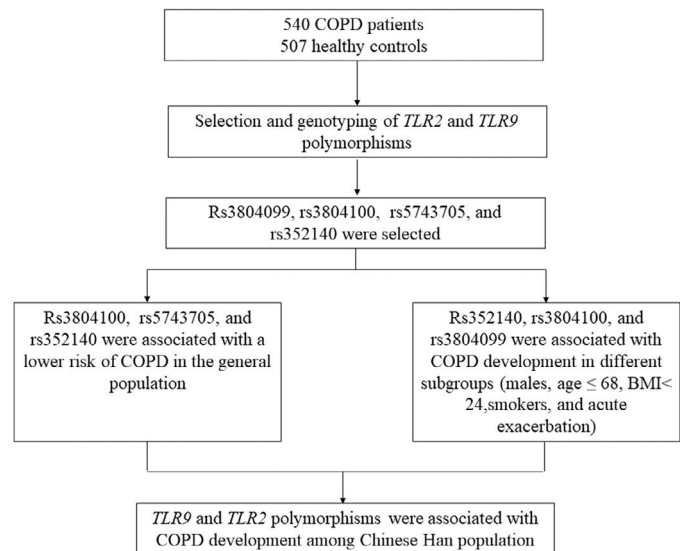 540 COPD patients
507 healthy controls
Selection and genotyping of TLR2 and TLR9
polymorphisms
Rs3804099, rs3804100, rs5743705, and
rs352140 were selected
Rs3804100, rs5743705, and
rs352140 were associated with a
lower risk of COPD in the general
population
Rs352140, rs3804100, and
rs3804099 were associated with
COPD development in different
subgroups (males, age ≤ 68, BMI<
24,smokers, and acute
exacerbation)
TLR9 and TLR2 polymorphisms were associated with
COPD development among Chinese Han population